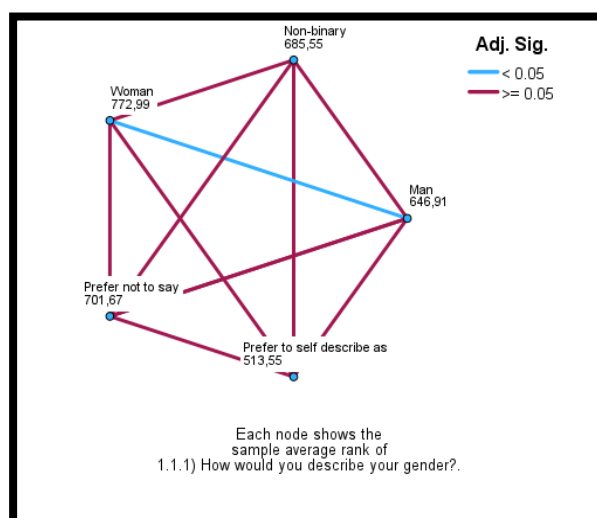 Non-binary
685,55
Adj. Sig.
< 0.05
>= 0.05
Woman
772,99
Man
646,91
Prefer not to say
701,67
Prefer to self describe as
513,55
Each node shows the
sample average rank of
1.1.1) How would you describe your gender?.